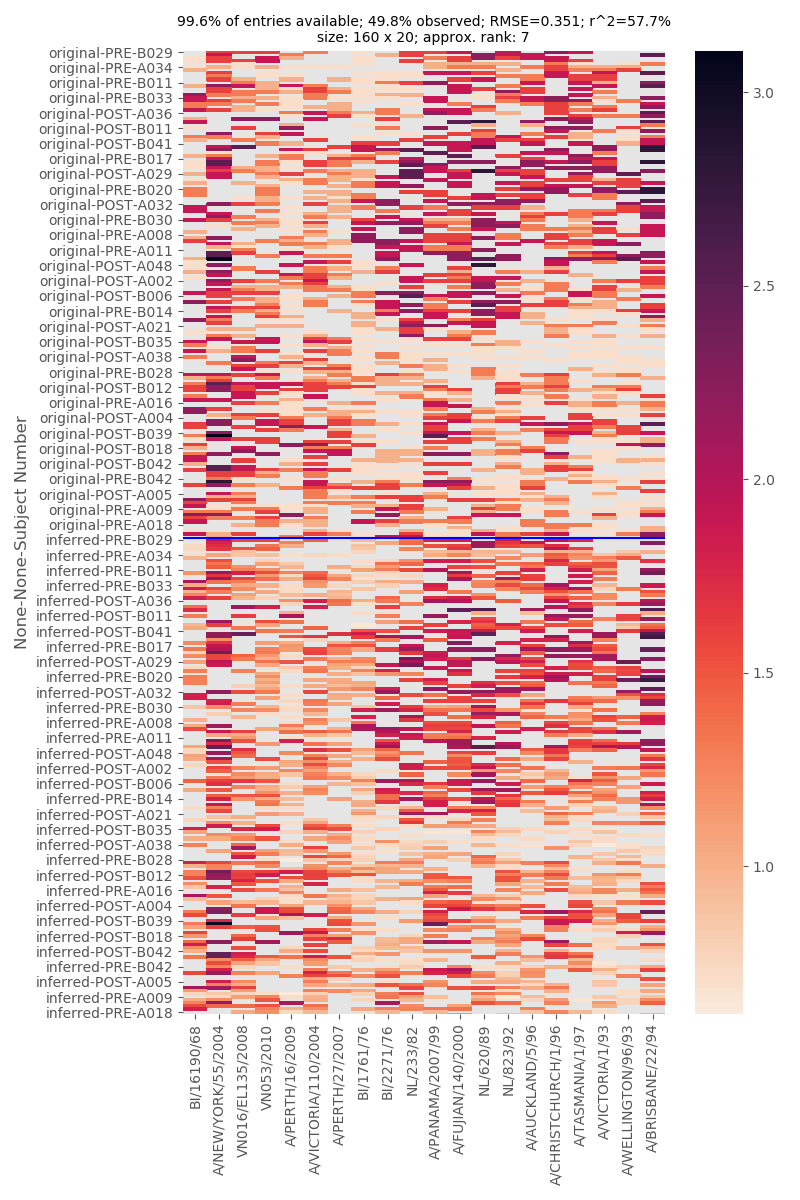 99.6% of entries available; 49.8% observed; RMSE=0.351; r^2=57.7%
size: 160 x 20; approx. rank: 7
None-None-Subject Number
original-PRE-B029
original-PRE-A034
original-PRE-B011
original-PRE-B033
original-POST-A036
original-POST-B011
original-POST-B041
original-PRE-B017
original-POST-A029
original-PRE-B020
original-POST-A032
original-PRE-B030
original-PRE-A008
original-PRE-A011
original-POST-A048
original-POST-A002
original-POST-B006
original-PRE-B014
original-POST-A021
original-POST-B035
original-POST-A038
original-PRE-B028
original-POST-B012
original-PRE-A016
original-POST-A004
original-POST-B039
original-POST-B018
original-POST-B042
original-PRE-B042
original-POST-A005
original-PRE-A009
original-PRE-A018
inferred-PRE-B029
inferred-PRE-A034
inferred-PRE-B011
inferred-PRE-B033
inferred-POST-A036
inferred-POST-B011
inferred-POST-B041
inferred-PRE-B017
inferred-POST-A029
inferred-PRE-B020
inferred-POST-A032
inferred-PRE-B030
inferred-PRE-A008
inferred-PRE-A011
inferred-POST-A048
inferred-POST-A002
inferred-POST-B006
inferred-PRE-B014
inferred-POST-A021
inferred-POST-B035
inferred-POST-A038
inferred-PRE-B028
inferred-POST-B012
inferred-PRE-A016
inferred-POST-A004
inferred-POST-B039
inferred-POST-B018
inferred-POST-B042
inferred-PRE-B042
inferred-POST-A005
inferred-PRE-A009
inferred-PRE-A018
BI/16190/68
A/NEW/YORK/55/2004
VN016/EL135/2008
VN053/2010
A/PERTH/16/2009
A/VICTORIA/110/2004
A/PERTH/27/2007
BI/1761/76
BI/2271/76
NL/233/82
A/PANAMA/2007/99
A/FUJIAN/140/2000
NL/620/89
NL/823/92
A/AUCKLAND/5/96
A/CHRISTCHURCH/1/96
A/TASMANIA/1/97
A/VICTORIA/1/93
A/WELLINGTON/96/93
A/BRISBANE/22/94
3.0
2.5
2.0
1.5
1.0